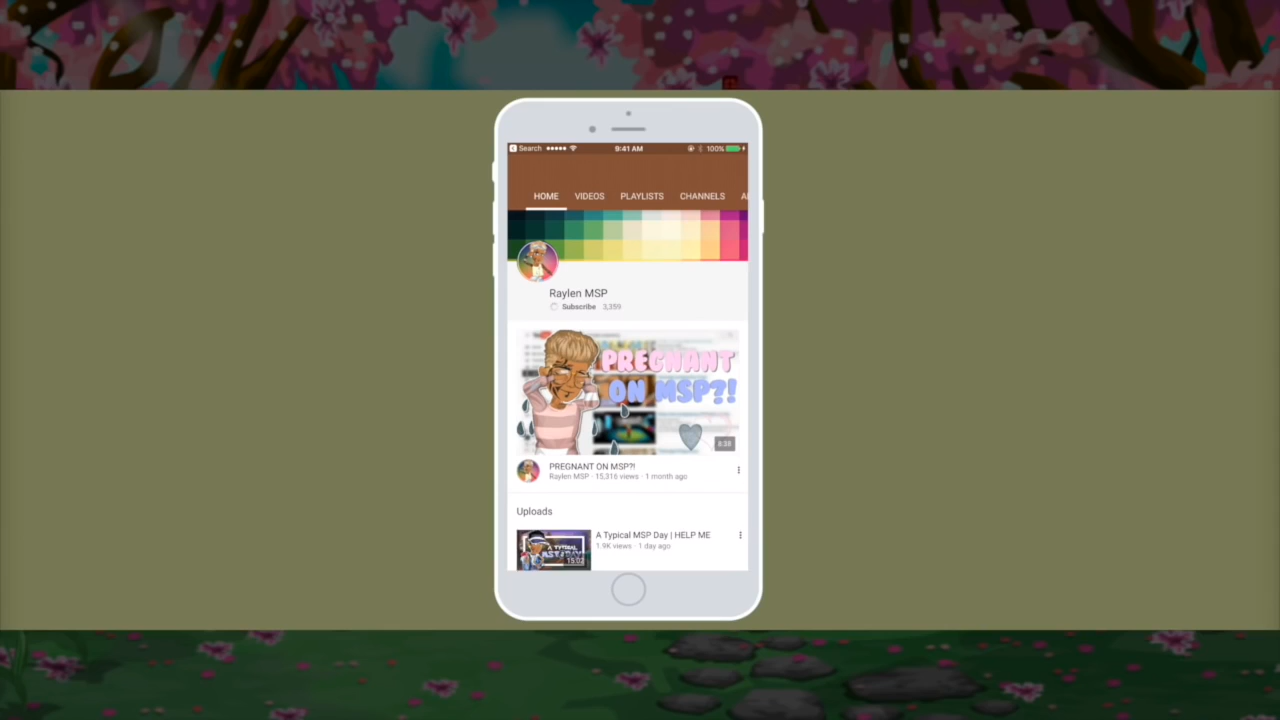 Search 9:41 AM 100%
HOME VIDEOS PLAYLISTS CHANNELS A
Raylen MSP
Subscribe 3,359
PREGNANT
ON MSP?!
8:38
PREGNANT ON MSP?!
Raylen MSP · 15,316 views · 1 month ago
Uploads
A Typical MSP Day | HELP ME
1.9K views · 1 day ago
A TYPICAL
15:02